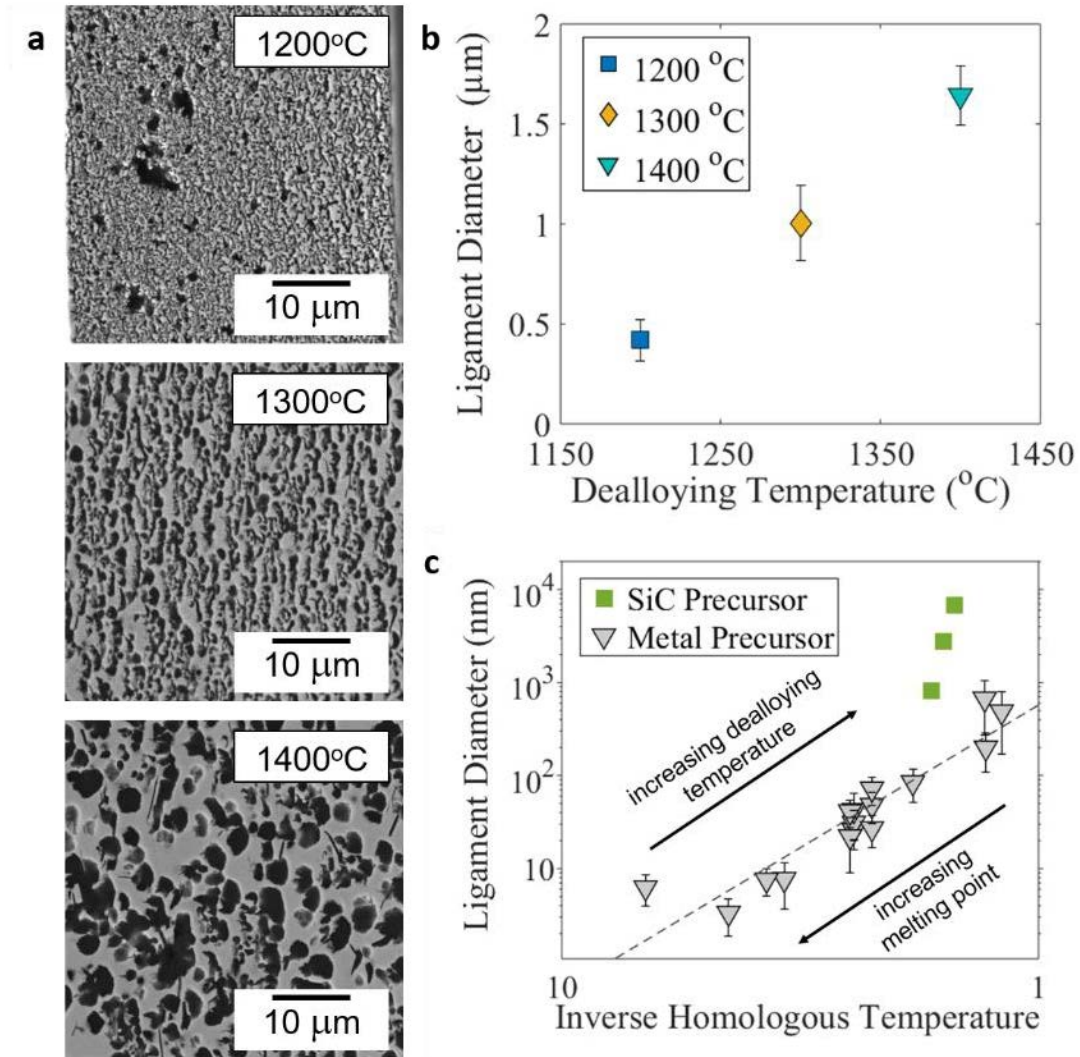 a
1200°C
10 μm
1300°C
10 μm
1400°C
10 μm
b
Ligament Diameter (μm)
2
1.5
1
0.5
0
1200 °C
1300 °C
1400 °C
1150
1250
1350
1450
Dealloying Temperature (°C)
c
Ligament Diameter (nm)
10⁴
10³
10²
10
SiC Precursor
Metal Precursor
increasing dealloying
temperature
increasing
melting point
10
1
Inverse Homologous Temperature